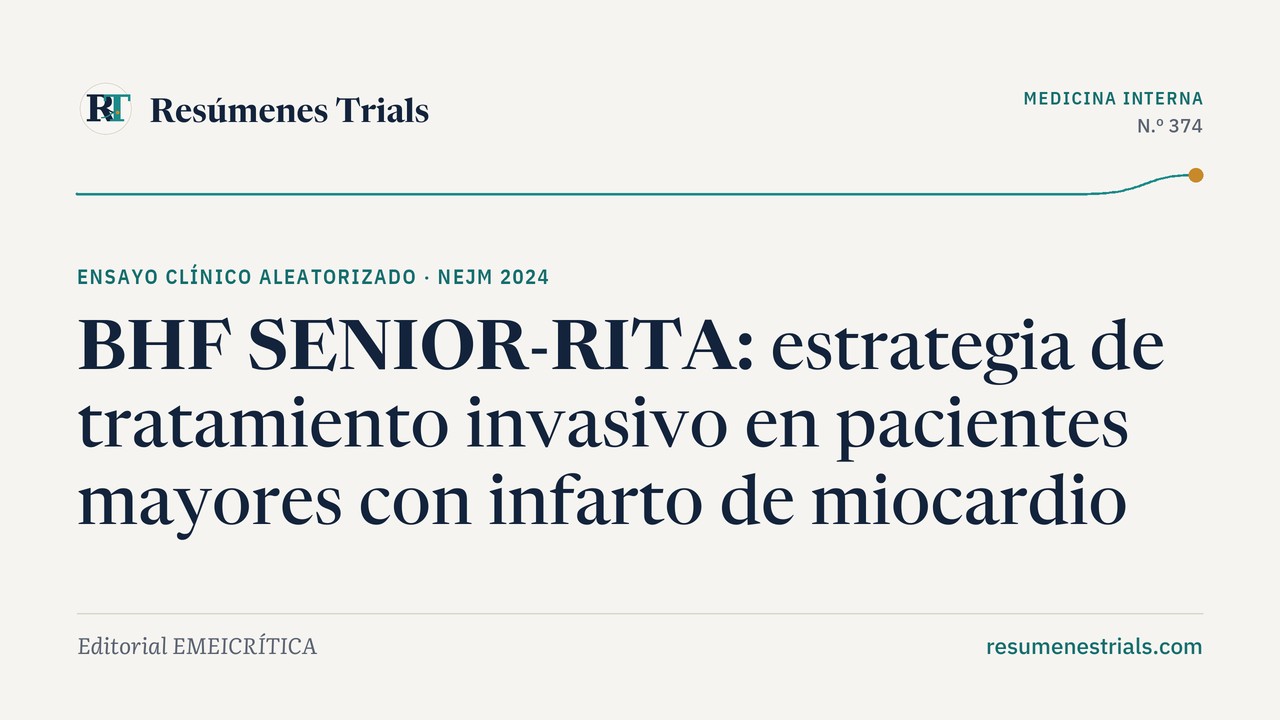 RT Resúmenes Trials
MEDICINA INTERNA
N.º 374
ENSAYO CLÍNICO ALEATORIZADO · NEJM 2024
BHF SENIOR-RITA: estrategia de
tratamiento invasivo en pacientes
mayores con infarto de miocardio
Editorial EMEICRÍTICA
resumenestrials.com